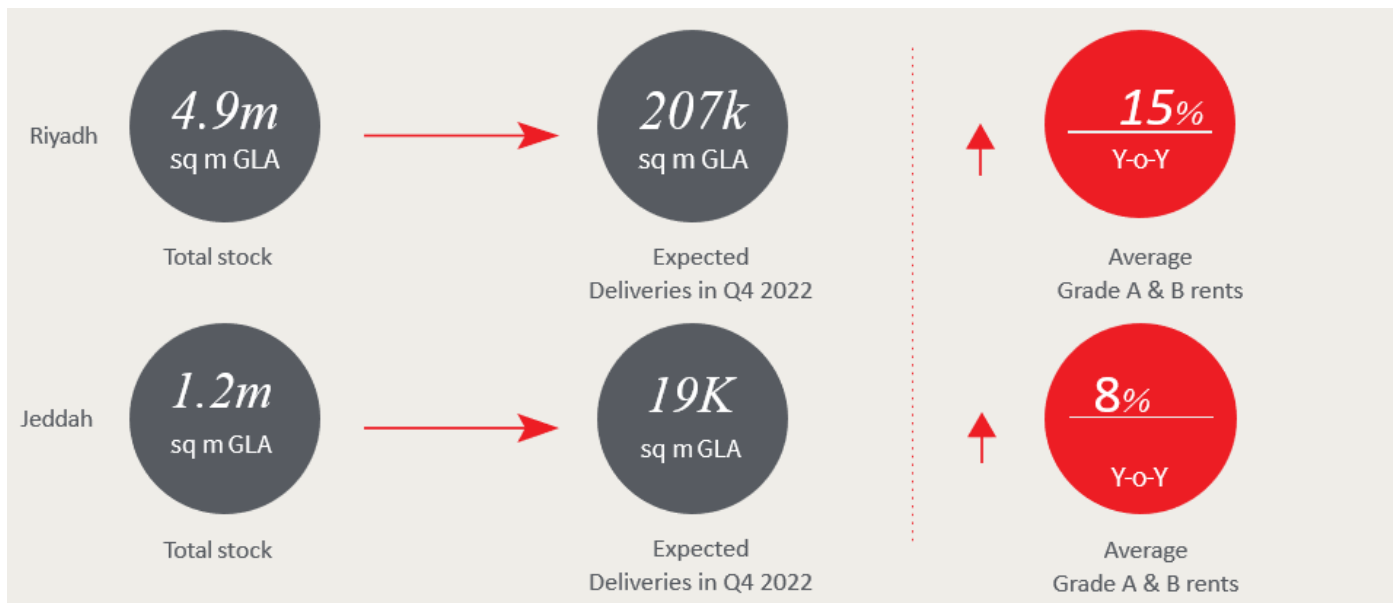 Riyadh
4.9m
sq m GLA
Total stock
207k
sq m GLA
Expected
Deliveries in Q4 2022
15%
Y-o-Y
Average
Grade A & B rents
Jeddah
1.2m
sq m GLA
Total stock
19K
sq m GLA
Expected
Deliveries in Q4 2022
8%
Y-o-Y
Average
Grade A & B rents